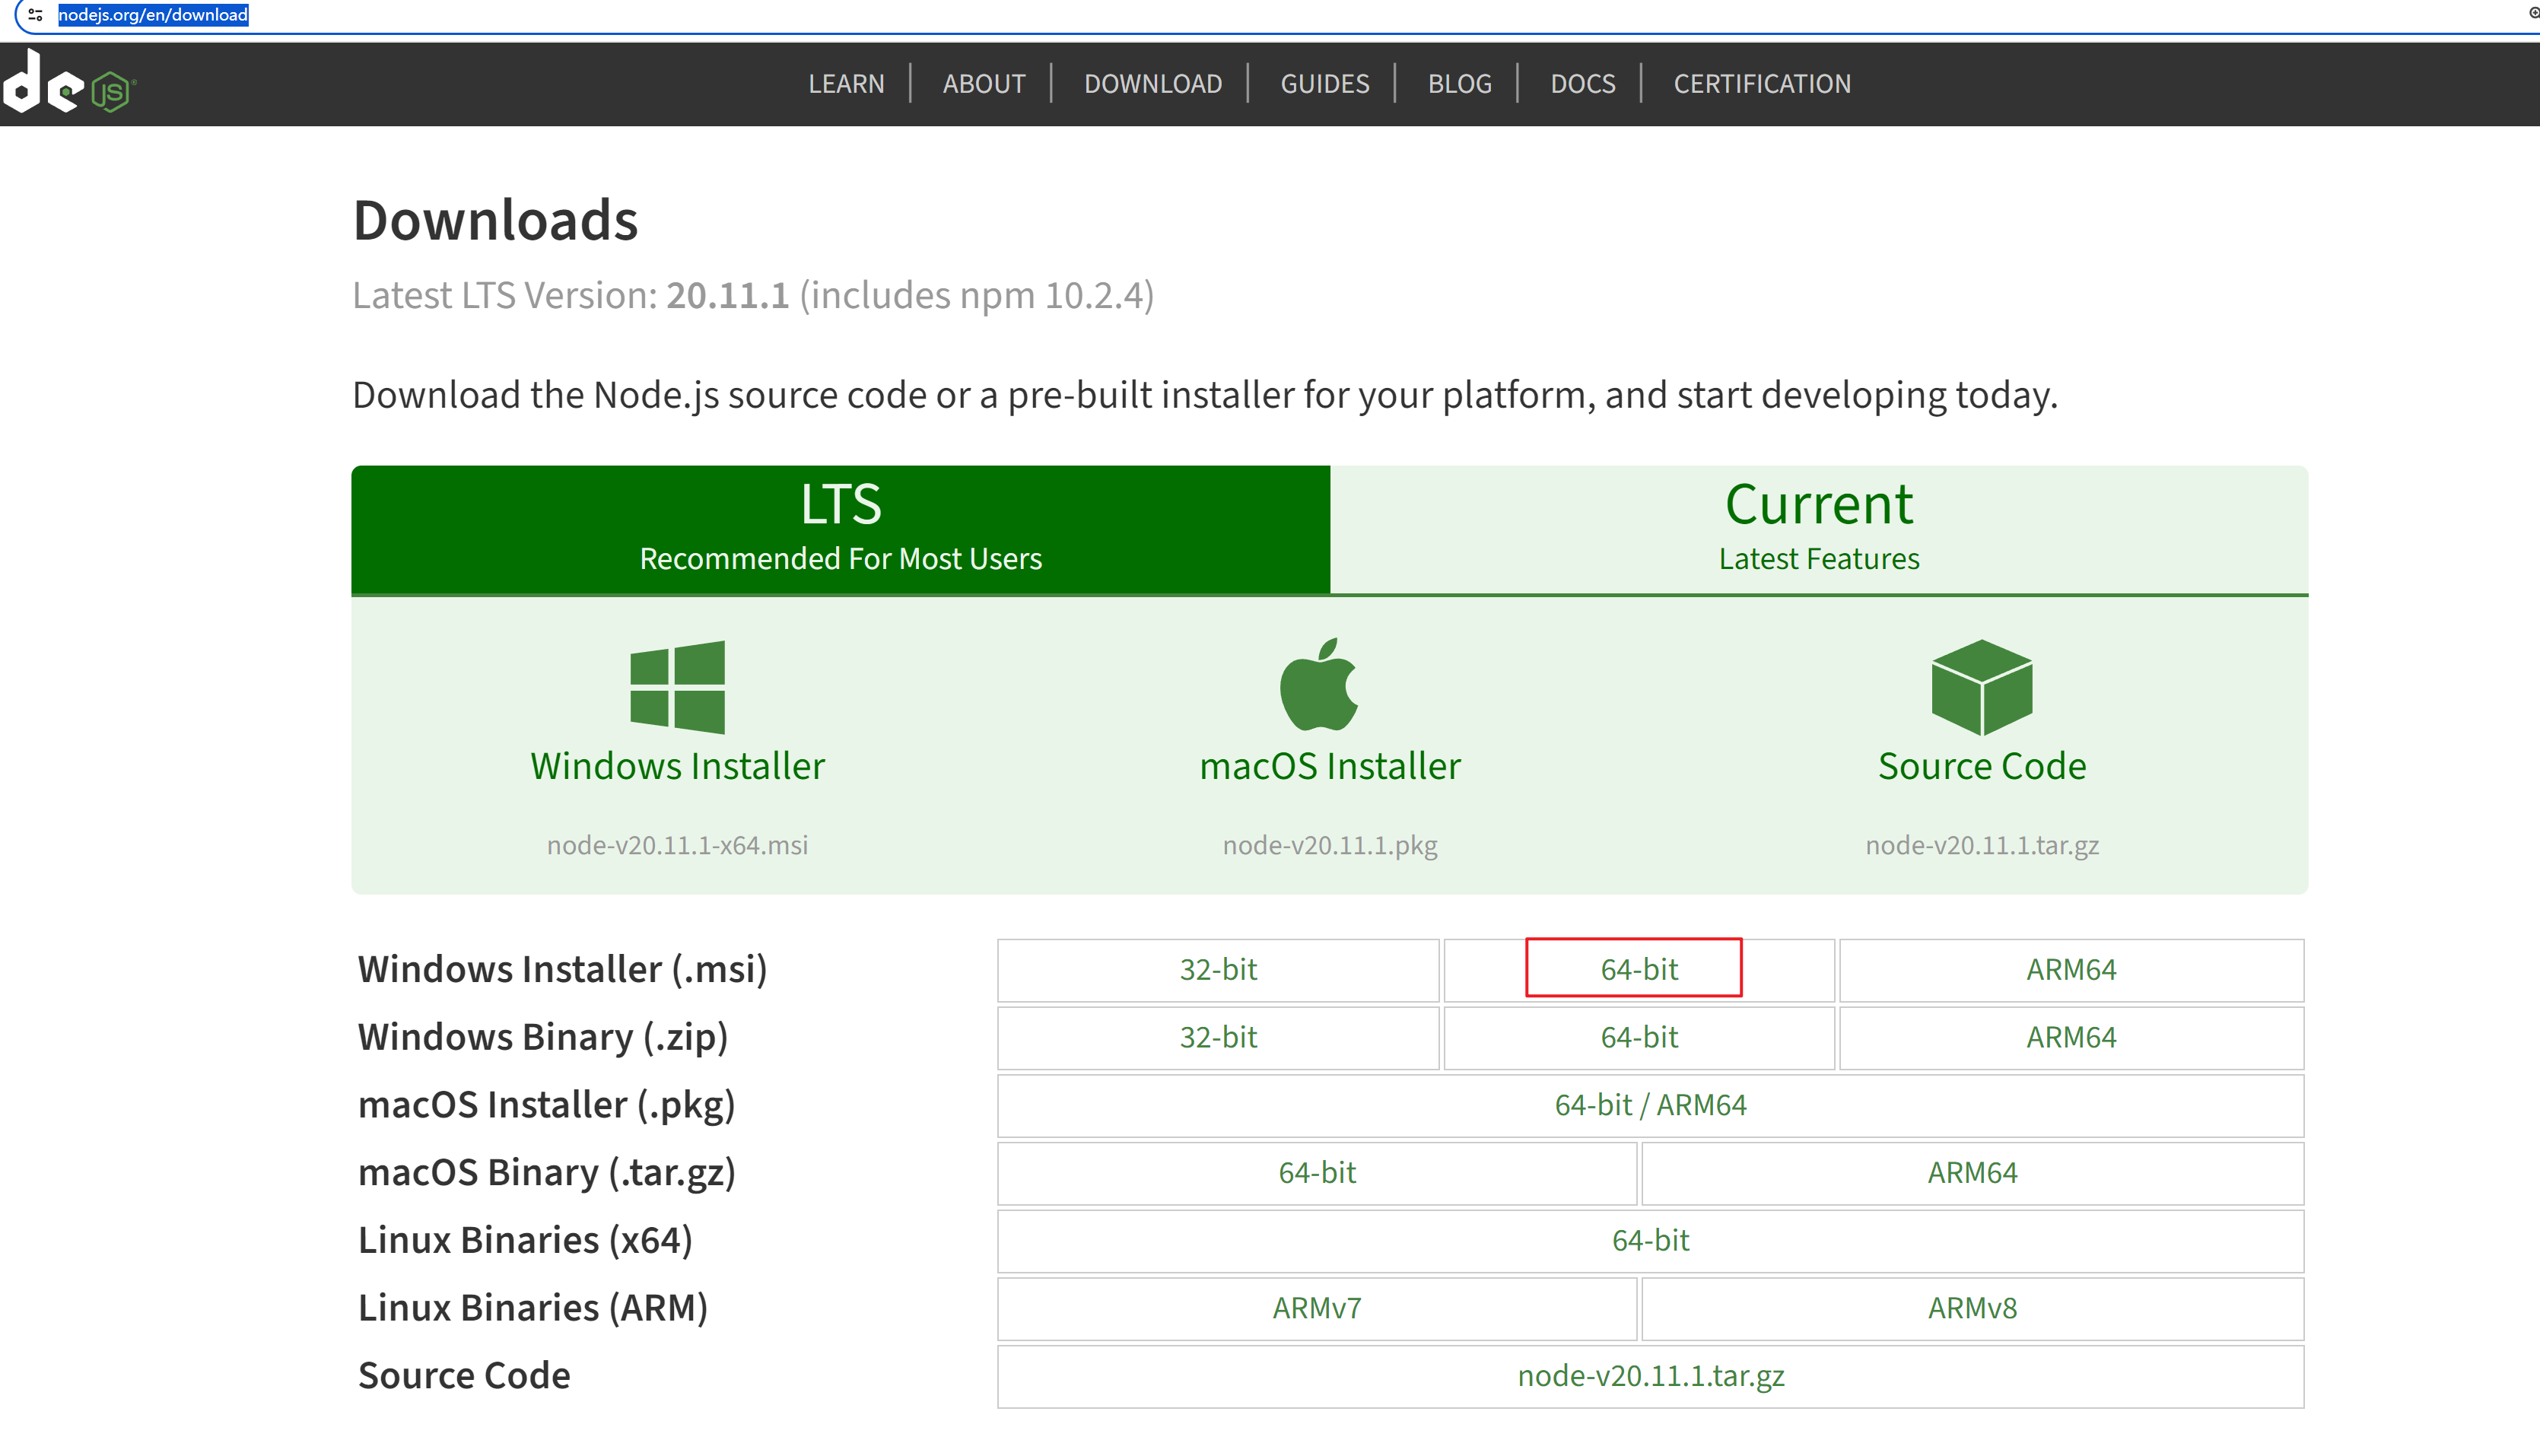 nodejs.org/en/download
de JS
LEARN ABOUT DOWNLOAD GUIDES BLOG DOCS CERTIFICATION
Downloads
Latest LTS Version: 20.11.1 (includes npm 10.2.4)
Download the Node.js source code or a pre-built installer for your platform, and start developing today.
LTS
Recommended For Most Users
Current
Latest Features
Windows Installer
node-v20.11.1-x64.msi
macOS Installer
node-v20.11.1.pkg
Source Code
node-v20.11.1.tar.gz
Windows Installer (.msi) 32-bit 64-bit ARM64
Windows Binary (.zip) 32-bit 64-bit ARM64
macOS Installer (.pkg) 64-bit / ARM64
macOS Binary (.tar.gz) 64-bit ARM64
Linux Binaries (x64) 64-bit
Linux Binaries (ARM) ARMv7 ARMv8
Source Code node-v20.11.1.tar.gz